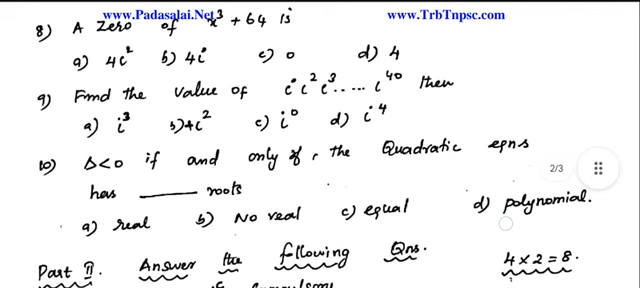 www.Padasalai.Net www.TrbTnpsc.com
8) A zero of x³ + 64 is
a) 4i² b) 4i c) 0 d) 4
9) Find the value of i i² i³ ..... i⁴⁰ then
a) i³ b) 4i² c) i⁰ d) i⁴
10) Δ<0 if and only if, the Quadratic eqns
2/3
has ______ roots
a) real b) No real c) equal d) polynomial.
Part II. Answer the following Qns. 4 × 2 = 8.